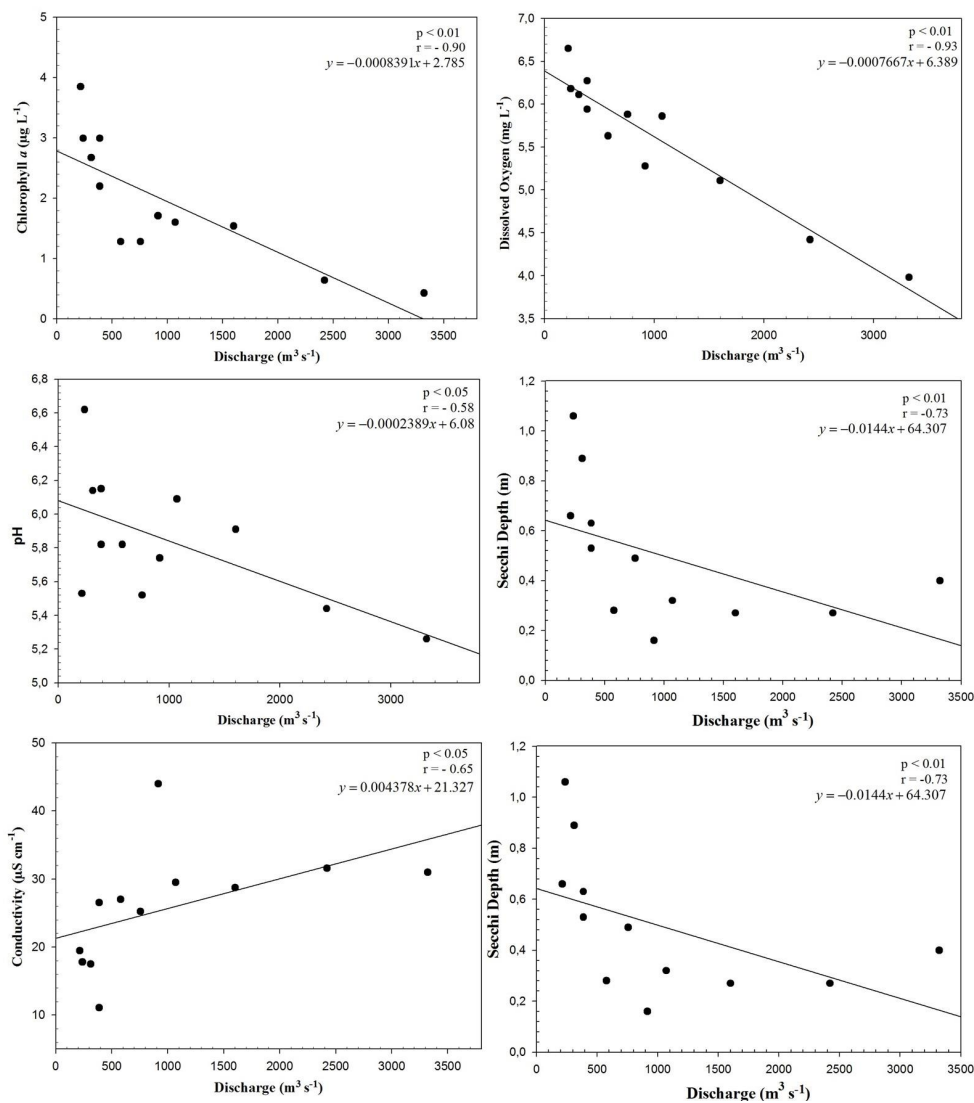 p < 0.01
r = - 0.90
y = −0.0008391x + 2.785
Chlorophyll a (µg L⁻¹)
5
4
3
2
1
0
0 500 1000 1500 2000 2500 3000 3500
Discharge (m³ s⁻¹)
p < 0.01
r = - 0.93
y = −0.0007667x + 6.389
Dissolved Oxygen (mg L⁻¹)
7,0
6,5
6,0
5,5
5,0
4,5
4,0
3,5
0 1000 2000 3000
Discharge (m³ s⁻¹)
p < 0.05
r = - 0.58
y = −0.0002389x + 6.08
pH
6,8
6,6
6,4
6,2
6,0
5,8
5,6
5,4
5,2
5,0
0 1000 2000 3000
Discharge (m³ s⁻¹)
p < 0.01
r = -0.73
y = −0.0144x + 64.307
Secchi Depth (m)
1,2
1,0
0,8
0,6
0,4
0,2
0,0
0 500 1000 1500 2000 2500 3000 3500
Discharge (m³ s⁻¹)
p < 0.05
r = - 0.65
y = 0.004378x + 21.327
Conductivity (µS cm⁻¹)
50
40
30
20
10
0 1000 2000 3000
Discharge (m³ s⁻¹)
p < 0.01
r = -0.73
y = −0.0144x + 64.307
Secchi Depth (m)
1,2
1,0
0,8
0,6
0,4
0,2
0,0
0 500 1000 1500 2000 2500 3000 3500
Discharge (m³ s⁻¹)